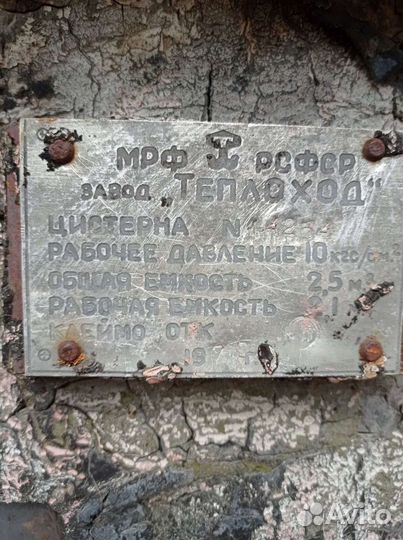 МРФ РСФСР
ЗАВОД „ТЕПЛОХОД"
ЦИСТЕРНА N
РАБОЧЕЕ ДАВЛЕНИЕ 10 кгс/см²
ОБЩАЯ ЕМКОСТЬ 2,5 м³
РАБОЧАЯ ЕМКОСТЬ
КЛЕЙМО ОТК
Avito